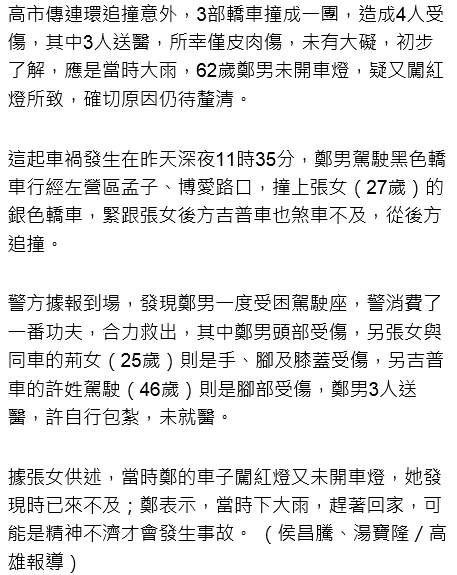 高市傳連環追撞意外，3部轎車撞成一團，造成4人受
傷，其中3人送醫，所幸僅皮肉傷，未有大礙，初步
了解，應是當時大雨，62歲鄭男未開車燈，疑又闖紅
燈所致，確切原因仍待釐清。
這起車禍發生在昨天深夜11時35分，鄭男駕駛黑色轎
車行經左營區孟子、博愛路口，撞上張女（27歲）的
銀色轎車，緊跟張女後方吉普車也煞車不及，從後方
追撞。
警方據報到場，發現鄭男一度受困駕駛座，警消費了
一番功夫，合力救出，其中鄭男頭部受傷，另張女與
同車的荊女（25歲）則是手、腳及膝蓋受傷，另吉普
車的許姓駕駛（46歲）則是腳部受傷，鄭男3人送
醫，許自行包紮，未就醫。
據張女供述，當時鄭的車子闖紅燈又未開車燈，她發
現時已來不及；鄭表示，當時下大雨，趕著回家，可
能是精神不濟才會發生事故。（侯昌騰、湯寶隆／高
雄報導）